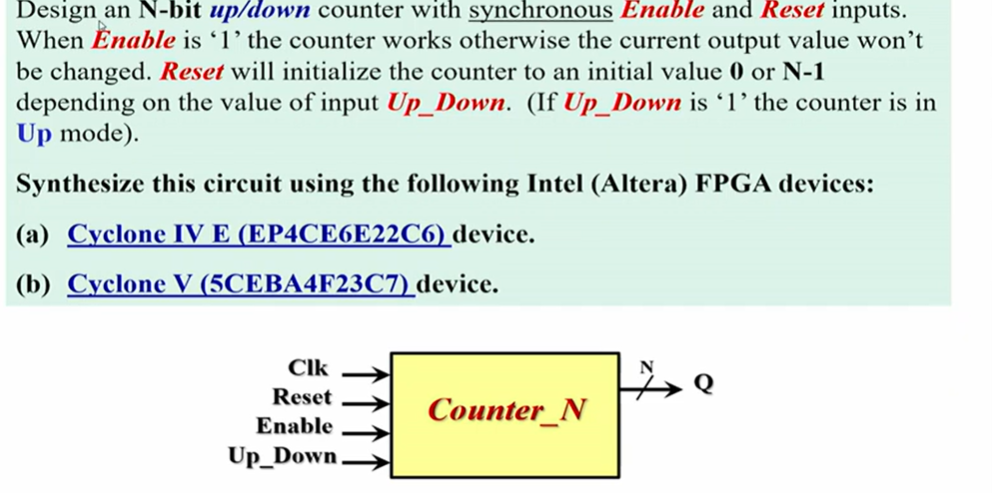 Design an N-bit up/down counter with synchronous Enable and Reset inputs.
When Enable is ‘1’ the counter works otherwise the current output value won’t
be changed. Reset will initialize the counter to an initial value 0 or N-1
depending on the value of input Up_Down. (If Up_Down is ‘1’ the counter is in
Up mode).
Synthesize this circuit using the following Intel (Altera) FPGA devices:
(a) Cyclone IV E (EP4CE6E22C6) device.
(b) Cyclone V (5CEBA4F23C7) device.
Clk
Reset
Enable
Up_Down
Counter_N
N
Q